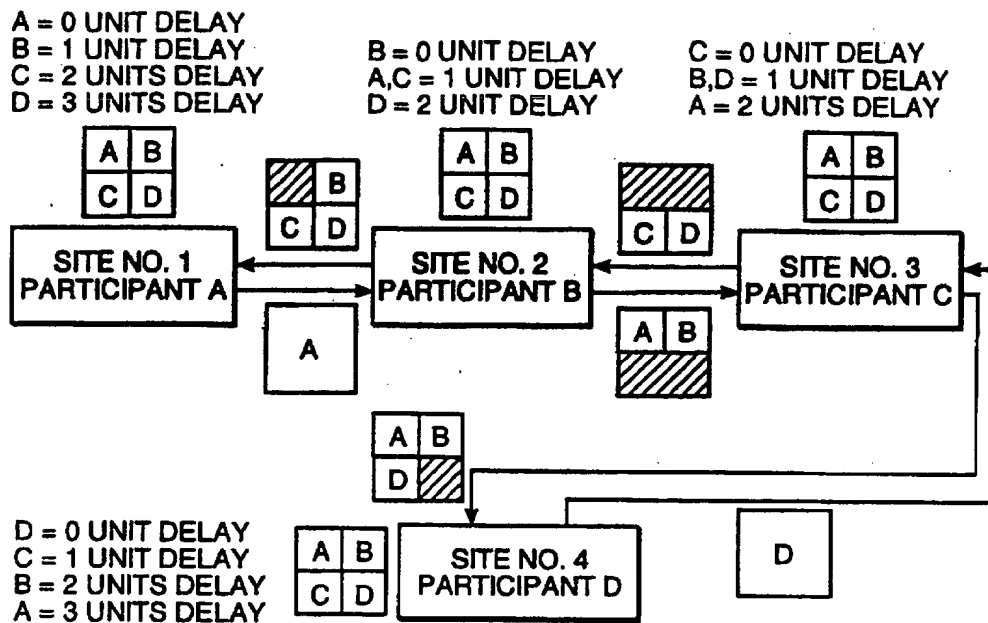 A = 0 UNIT DELAY
B = 1 UNIT DELAY
C = 2 UNITS DELAY
D = 3 UNITS DELAY
B = 0 UNIT DELAY
A,C = 1 UNIT DELAY
D = 2 UNIT DELAY
C = 0 UNIT DELAY
B,D = 1 UNIT DELAY
A = 2 UNITS DELAY
A B
C D
B
C D
A B
C D
C D
A B
C D
SITE NO. 1
PARTICIPANT A
SITE NO. 2
PARTICIPANT B
SITE NO. 3
PARTICIPANT C
A
A B
A B
D
D = 0 UNIT DELAY
C = 1 UNIT DELAY
B = 2 UNITS DELAY
A = 3 UNITS DELAY
A B
C D
SITE NO. 4
PARTICIPANT D
D